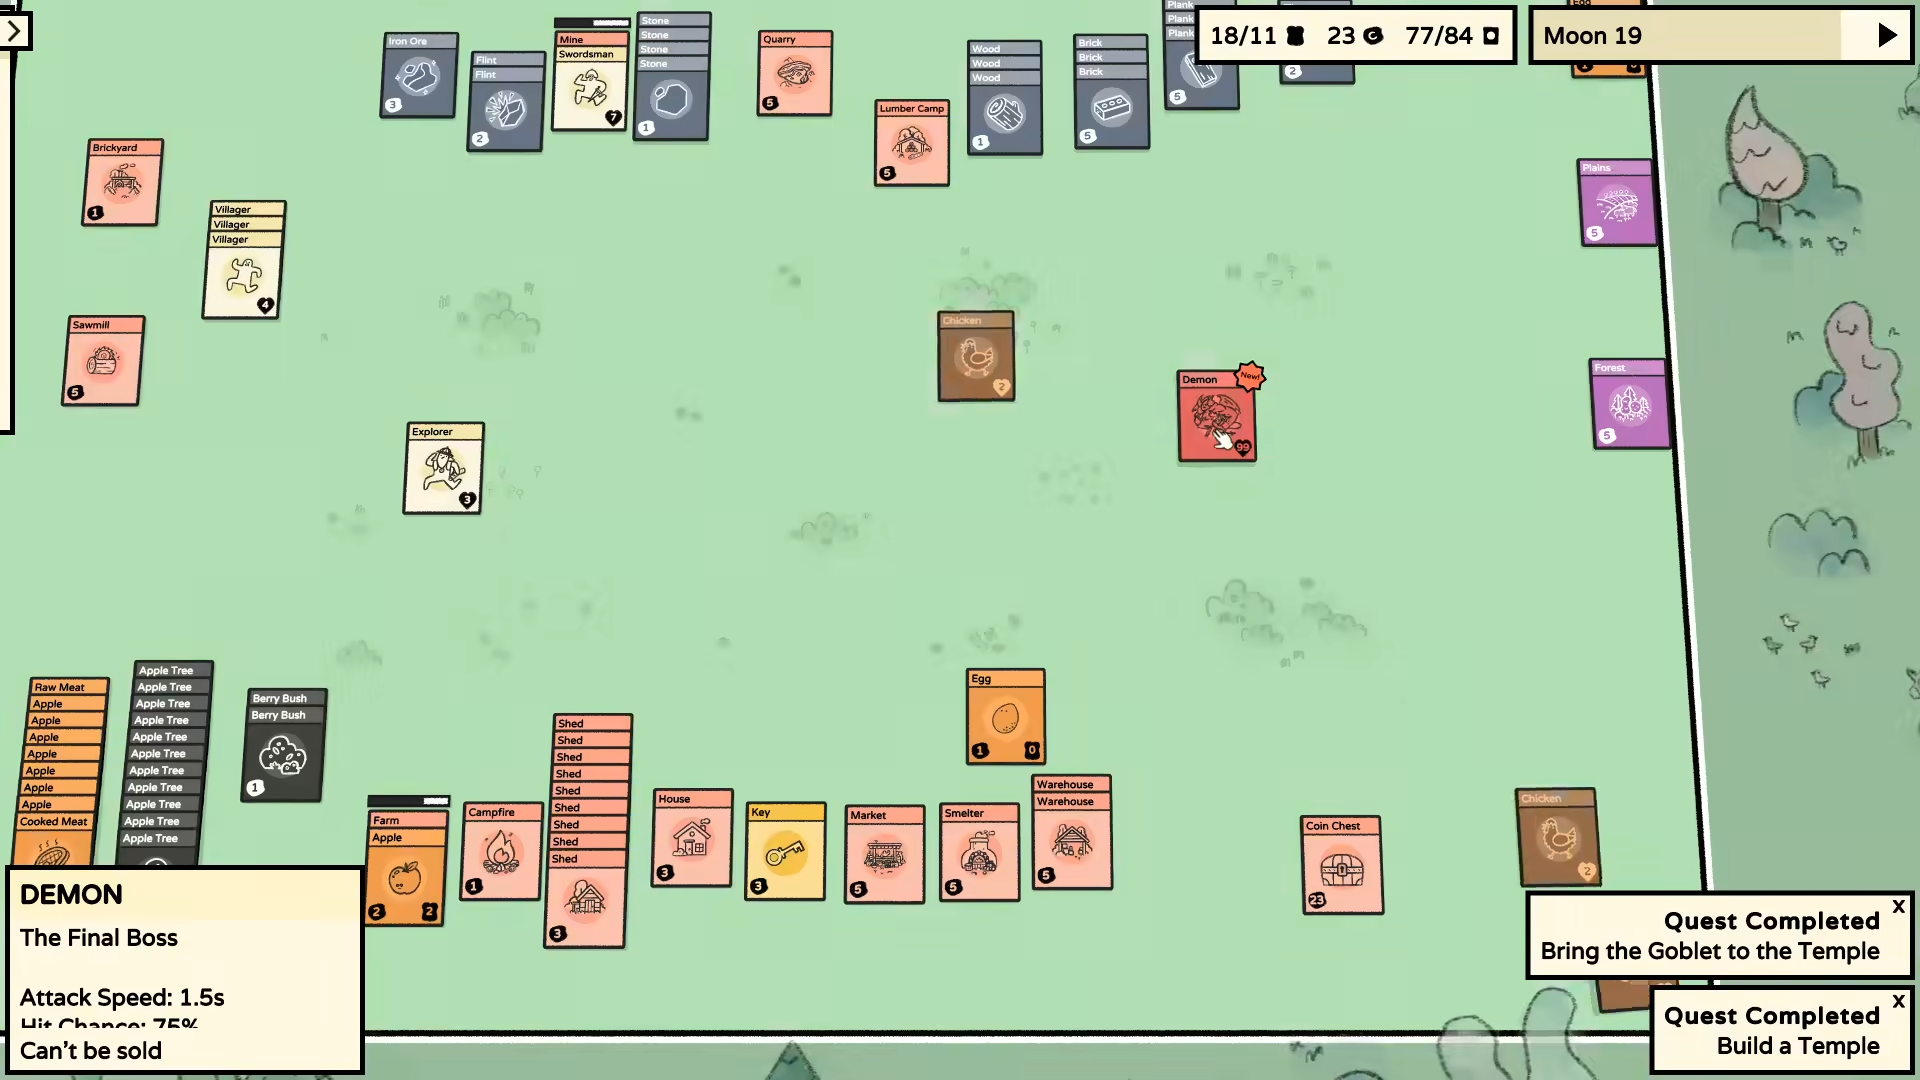 18/11 23 77/84
Moon 19
Plank
Plank
Plank
5
2
Egg
Iron Ore
3
Flint
Flint
2
Mine
Swordsman
7
Stone
Stone
Stone
Stone
1
Quarry
5
Lumber Camp
5
Wood
Wood
Wood
1
Brick
Brick
Brick
5
Brickyard
1
Villager
Villager
Villager
4
Plains
5
Sawmill
5
Chicken
2
Demon
New!
99
Forest
5
Explorer
3
Raw Meat
Apple
Apple
Apple
Apple
Apple
Apple
Apple
Cooked Meat
Apple Tree
Apple Tree
Apple Tree
Apple Tree
Apple Tree
Apple Tree
Apple Tree
Apple Tree
Apple Tree
Apple Tree
Apple Tree
Berry Bush
Berry Bush
1
Farm
Apple
2 2
Campfire
1
Shed
Shed
Shed
Shed
Shed
Shed
Shed
Shed
Shed
3
House
3
Key
3
Market
5
Smelter
5
Egg
1 0
Warehouse
Warehouse
5
Coin Chest
23
Chicken
2
DEMON
The Final Boss
Attack Speed: 1.5s
Hit Chance: 75%
Can't be sold
Quest Completed X
Bring the Goblet to the Temple
Quest Completed X
Build a Temple